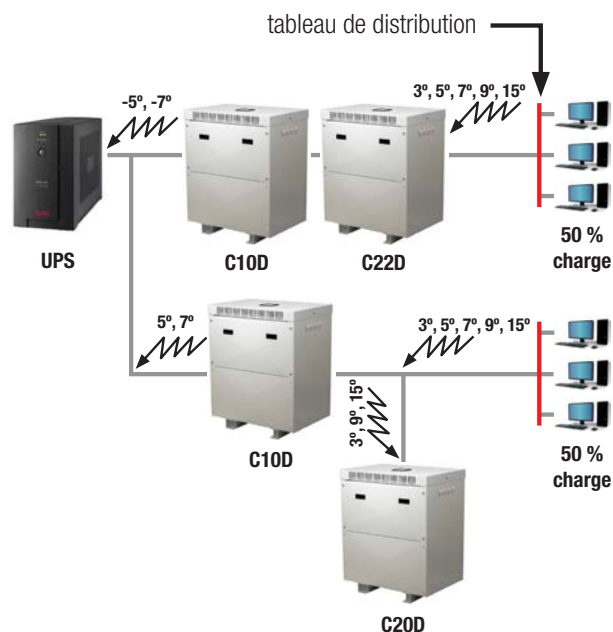 tableau de distribution
-5º, -7º
3º, 5º, 7º, 9º, 15º
UPS
C10D
C22D
50 %
charge
5º, 7º
3º, 5º, 7º, 9º, 15º
3º, 9º, 15º
C10D
50 %
charge
C20D